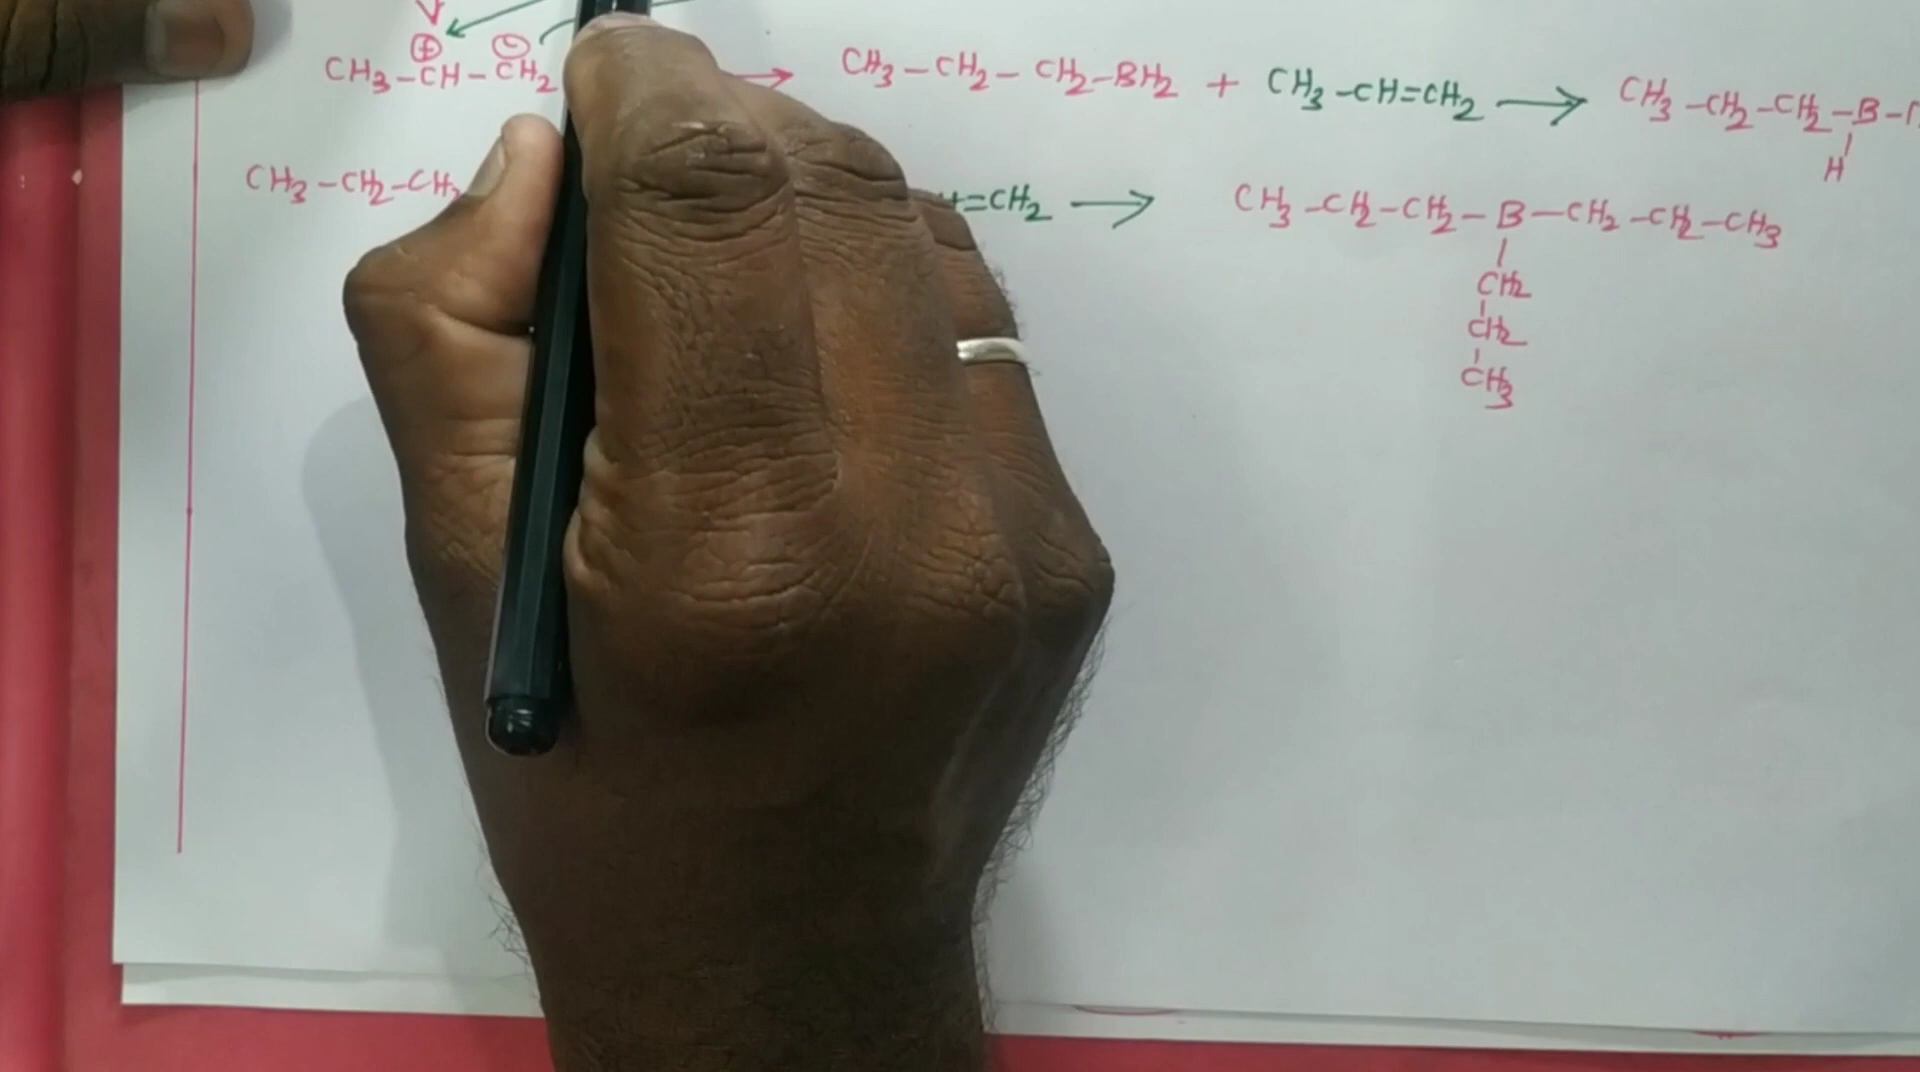 ⊕ ⊖
CH3 – CH – CH2 → CH3 – CH2 – CH2 – BH2 + CH3 – CH=CH2 → CH3 – CH2 – CH2 – B –
H
CH3 – CH2 – CH2 =CH2 → CH3 – CH2 – CH2 – B – CH2 – CH2 – CH3
CH2
CH2
CH3